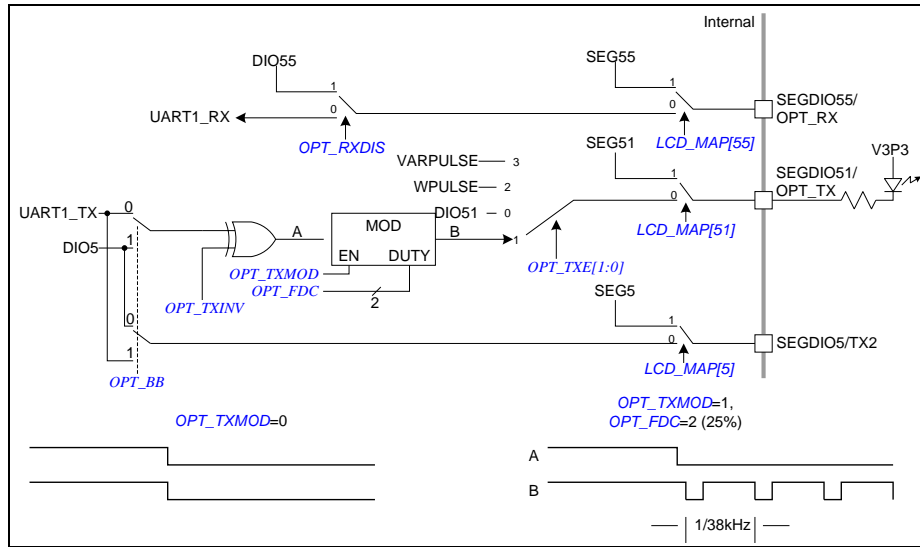 Internal
DIO55
SEG55
1
1
UART1_RX
0
0
SEGDIO55/
OPT_RX
OPT_RXDIS
LCD_MAP[55]
VARPULSE
3
SEG51
V3P3
WPULSE
2
1
SEGDIO51/
OPT_TX
UART1_TX
0
DIO51
0
0
A
MOD
B
1
DIO5
1
LCD_MAP[51]
EN
DUTY
OPT_TXMOD
OPT_FDC
2
OPT_TXE[1:0]
OPT_TXINV
SEG5
0
1
1
0
SEGDIO5/TX2
OPT_BB
LCD_MAP[5]
OPT_TXMOD=0
OPT_TXMOD=1,
OPT_FDC=2 (25%)
A
B
1/38kHz